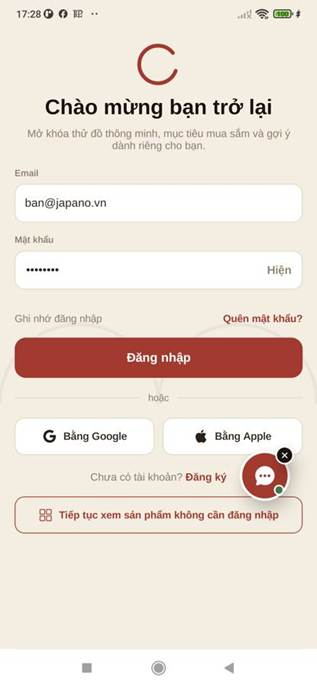 17:28
100
Chào mừng bạn trở lại
Mở khóa thử đồ thông minh, mục tiêu mua sắm và gợi ý
dành riêng cho bạn.
Email
ban@japano.vn
Mật khẩu
••••••••
Hiện
Ghi nhớ đăng nhập
Quên mật khẩu?
Đăng nhập
hoặc
Bằng Google
Bằng Apple
Chưa có tài khoản? Đăng ký
Tiếp tục xem sản phẩm không cần đăng nhập